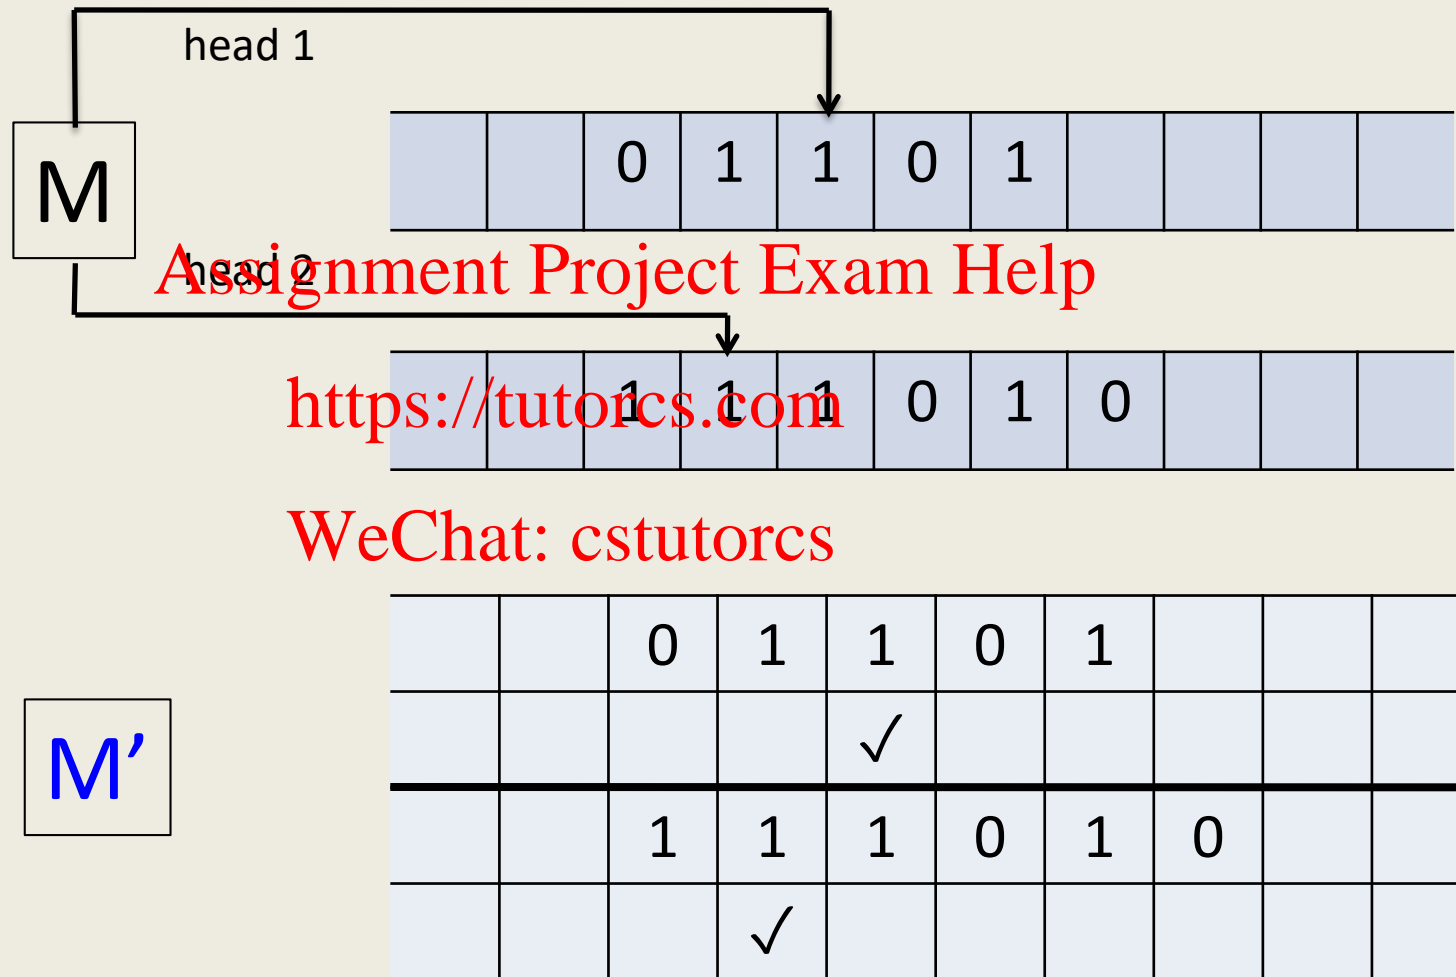 head 1
M
0 1 1 0 1
head 2
Assignment Project Exam Help
1 1 1 0 1 0
https://tutorcs.com
WeChat: cstutorcs
0 1 1 0 1
✓
M’
1 1 1 0 1 0
✓